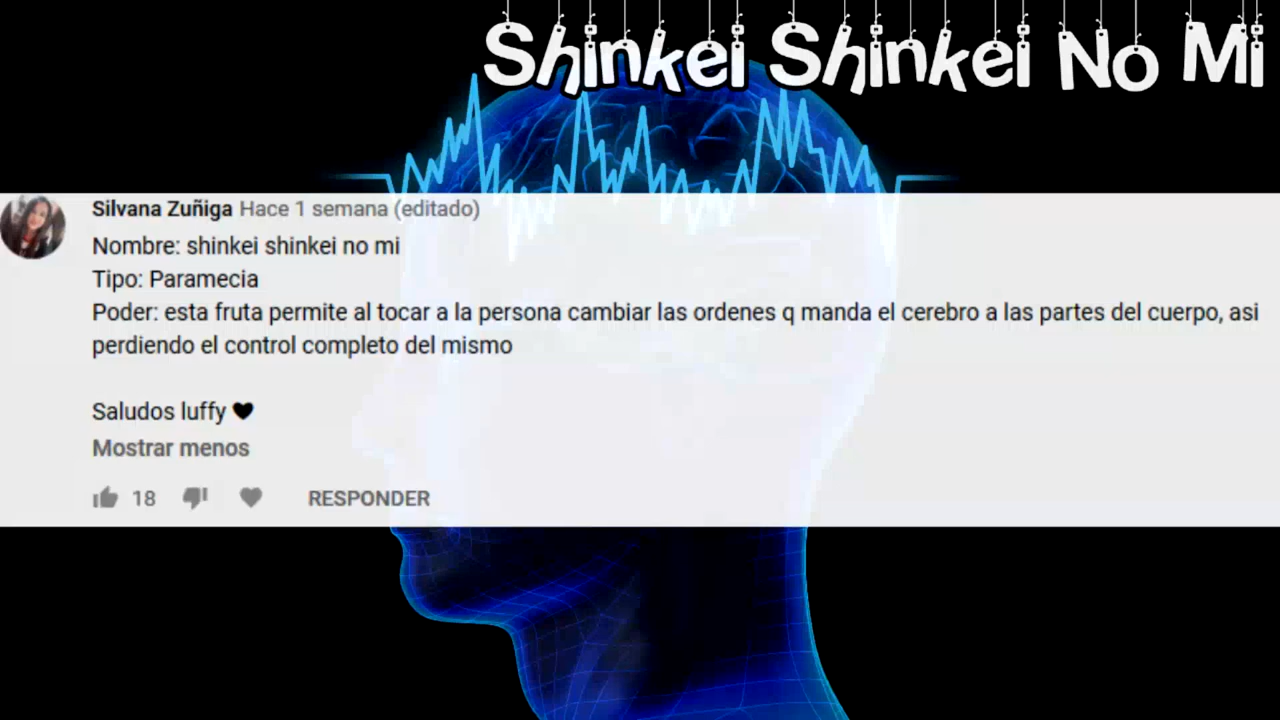 Shinkei Shinkei No Mi
Silvana Zuñiga Hace 1 semana (editado)
Nombre: shinkei shinkei no mi
Tipo: Paramecia
Poder: esta fruta permite al tocar a la persona cambiar las ordenes q manda el cerebro a las partes del cuerpo, asi
perdiendo el control completo del mismo
Saludos luffy 🖤
Mostrar menos
18 RESPONDER